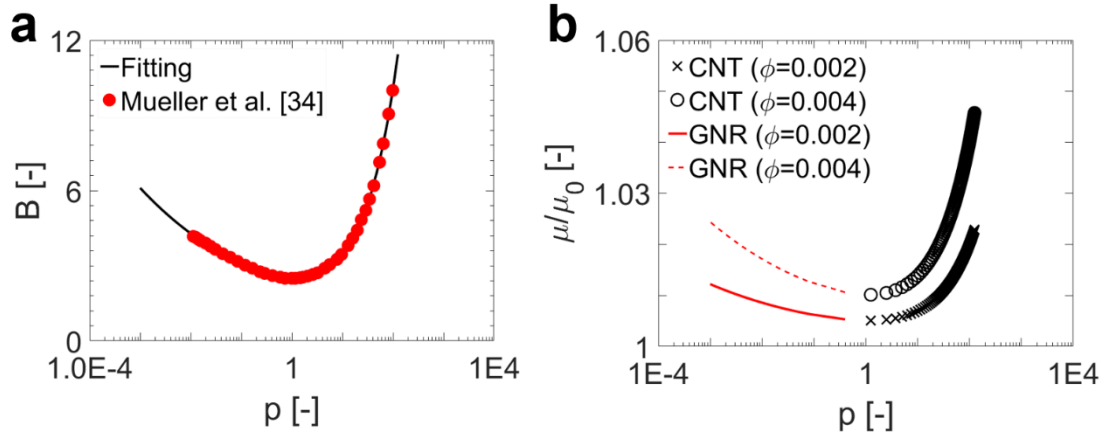 a
12
6
0
B [-]
Fitting
Mueller et al. [34]
1.0E-4
1
1E4
p [-]
b
1.06
1.03
1
μ/μ₀ [-]
CNT (ϕ=0.002)
CNT (ϕ=0.004)
GNR (ϕ=0.002)
GNR (ϕ=0.004)
1E-4
1
1E4
p [-]